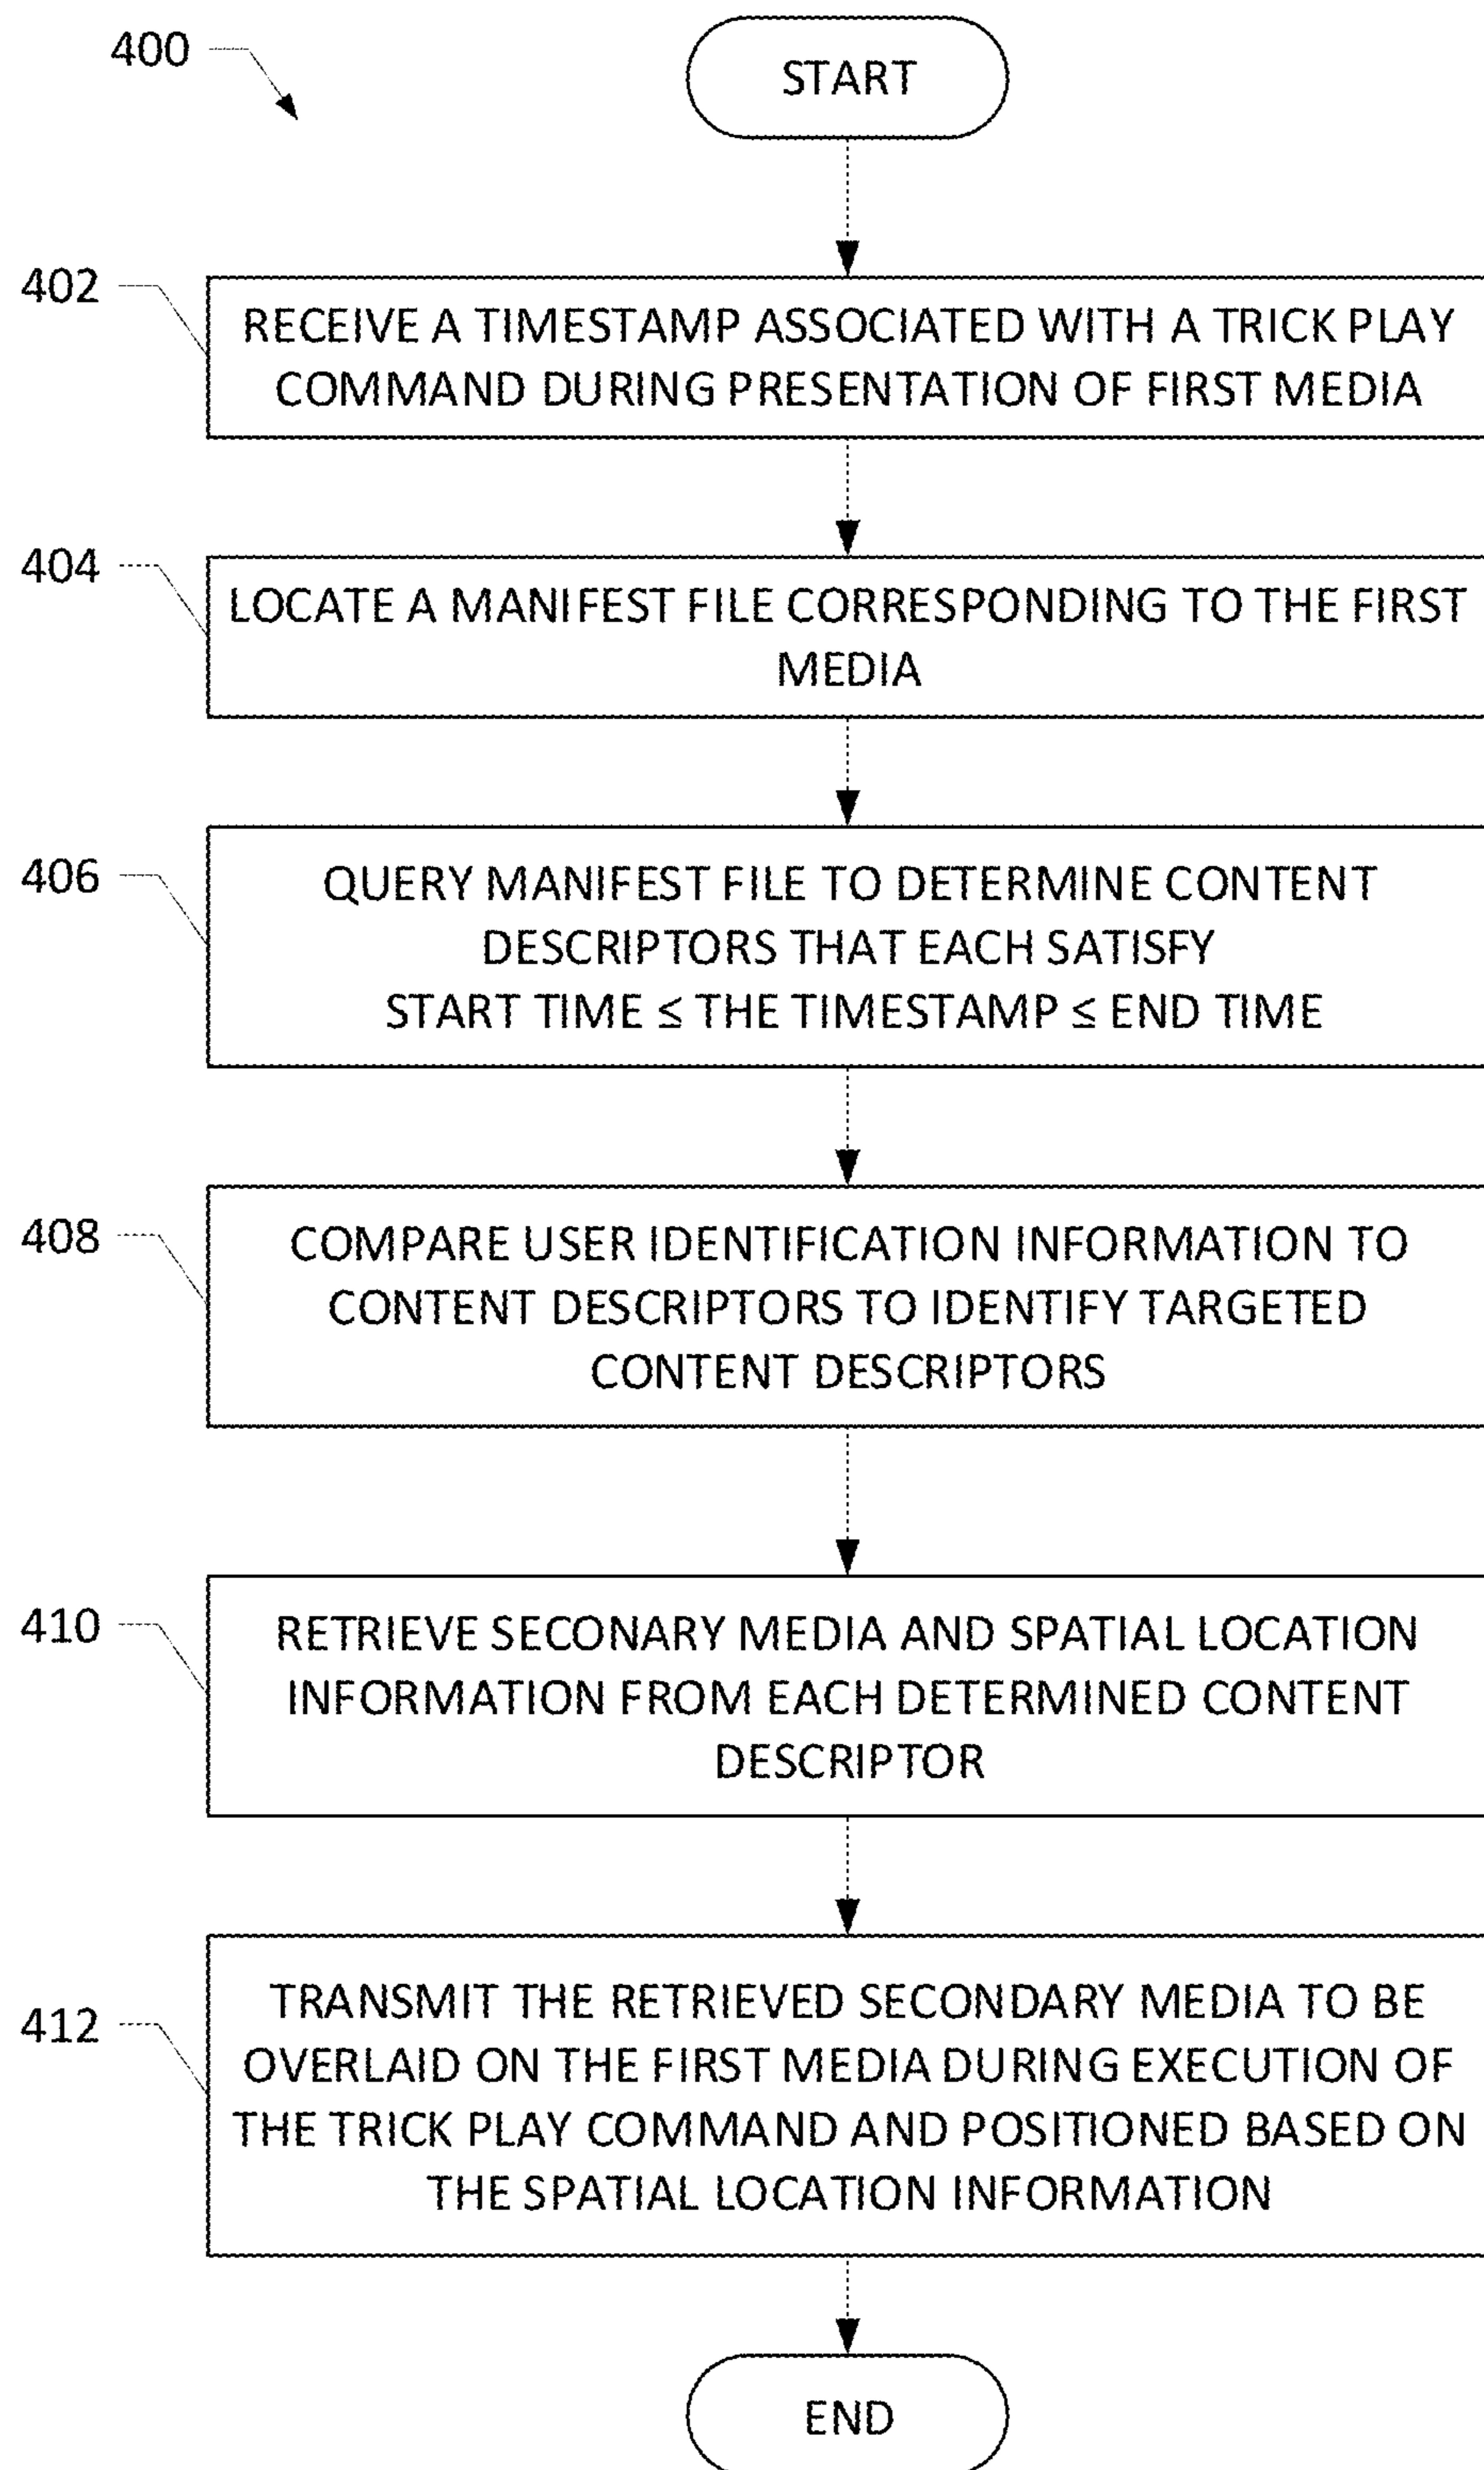 400
START
402
RECEIVE A TIMESTAMP ASSOCIATED WITH A TRICK PLAY
COMMAND DURING PRESENTATION OF FIRST MEDIA
404
LOCATE A MANIFEST FILE CORRESPONDING TO THE FIRST
MEDIA
406
QUERY MANIFEST FILE TO DETERMINE CONTENT
DESCRIPTORS THAT EACH SATISFY
START TIME ≤ THE TIMESTAMP ≤ END TIME
408
COMPARE USER IDENTIFICATION INFORMATION TO
CONTENT DESCRIPTORS TO IDENTIFY TARGETED
CONTENT DESCRIPTORS
410
RETRIEVE SECONARY MEDIA AND SPATIAL LOCATION
INFORMATION FROM EACH DETERMINED CONTENT
DESCRIPTOR
412
TRANSMIT THE RETRIEVED SECONDARY MEDIA TO BE
OVERLAID ON THE FIRST MEDIA DURING EXECUTION OF
THE TRICK PLAY COMMAND AND POSITIONED BASED ON
THE SPATIAL LOCATION INFORMATION
END